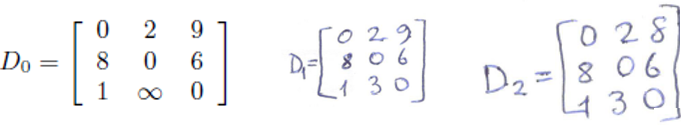 D₀ = [ 0 2 9
8 0 6
1 ∞ 0 ]
D₁ = [ 0 2 9
8 0 6
1 3 0 ]
D₂ = [ 0 2 8
8 0 6
1 3 0 ]